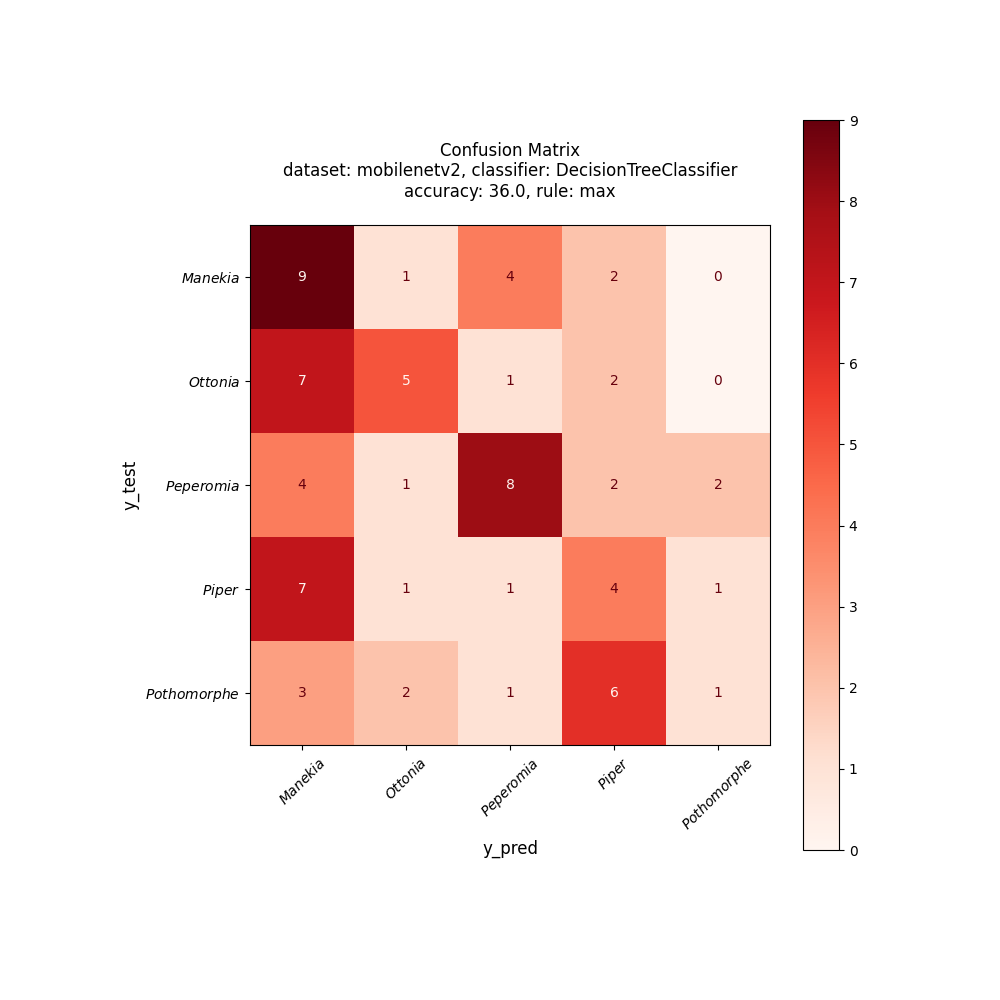 Confusion Matrix
dataset: mobilenetv2, classifier: DecisionTreeClassifier
accuracy: 36.0, rule: max
y_test
Manekia 9 1 4 2 0
Ottonia 7 5 1 2 0
Peperomia 4 1 8 2 2
Piper 7 1 1 4 1
Pothomorphe 3 2 1 6 1
Manekia Ottonia Peperomia Piper Pothomorphe
y_pred
9
8
7
6
5
4
3
2
1
0